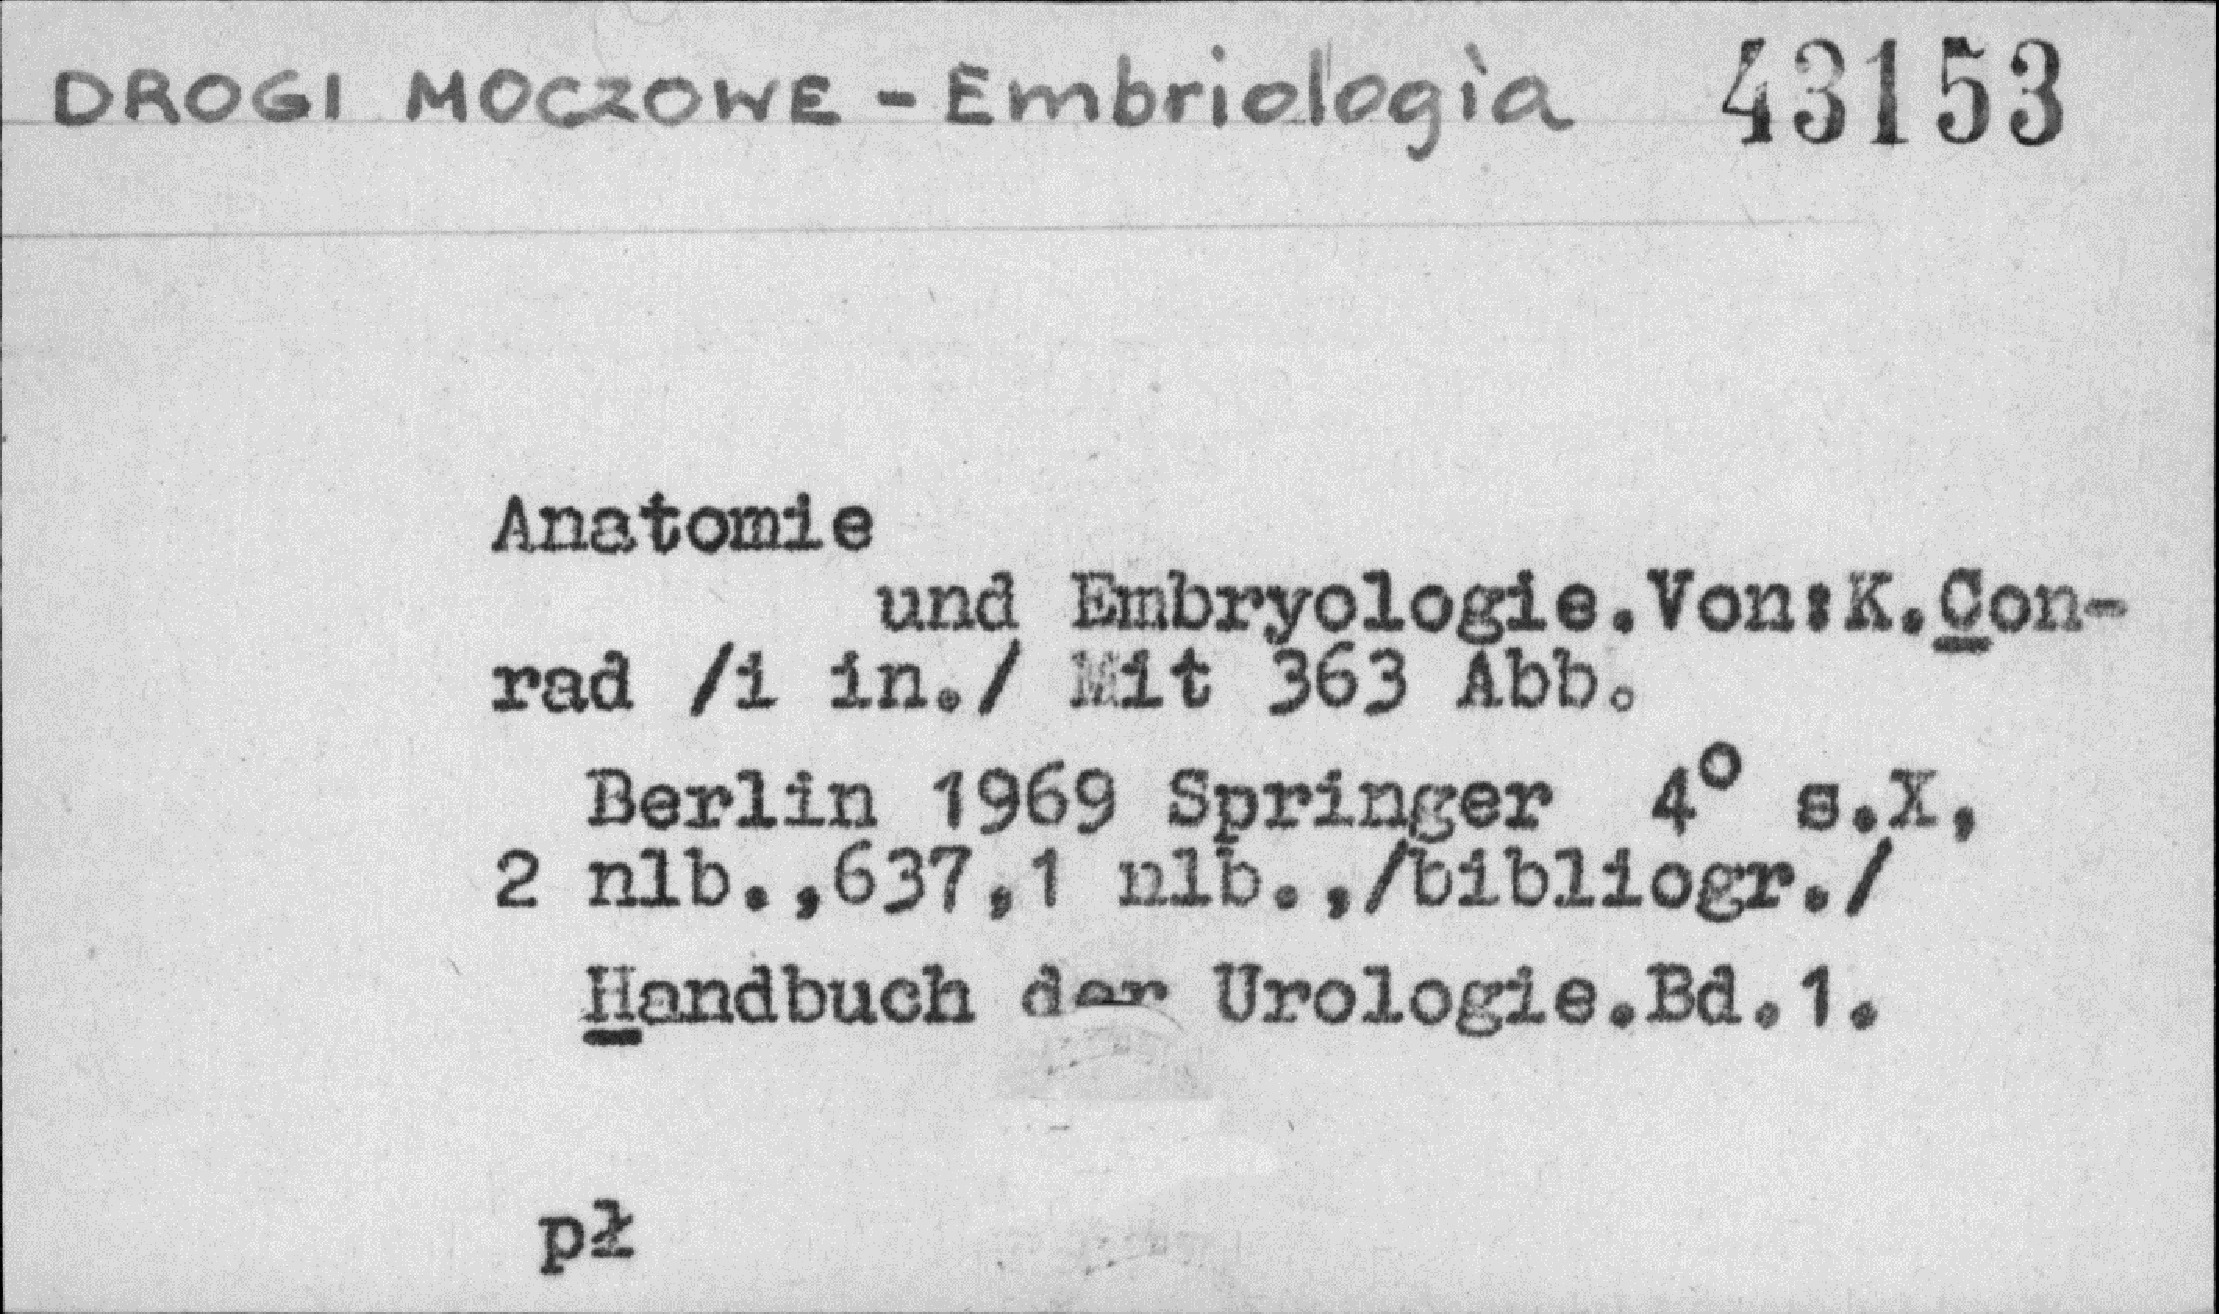 DROGI MOCZOWE - Embriologia 43153
Anatomie
und Embryologie.Von:K.Con-
rad /i in./ Mit 363 Abb.
Berlin 1969 Springer 4° s.X,
2 nlb.,637,1 nlb.,/bibliogr./
Handbuch der Urologie.Bd.1.
pł